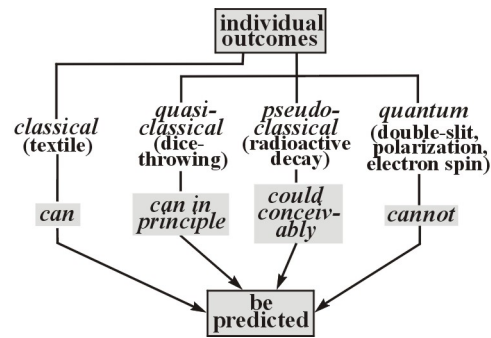 individual
outcomes
classical
(textile)
quasi-
classical
(dice-
throwing)
pseudo-
classical
(radioactive
decay)
quantum
(double-slit,
polarization,
electron spin)
can
can in
principle
could
conceiv-
ably
cannot
be
predicted